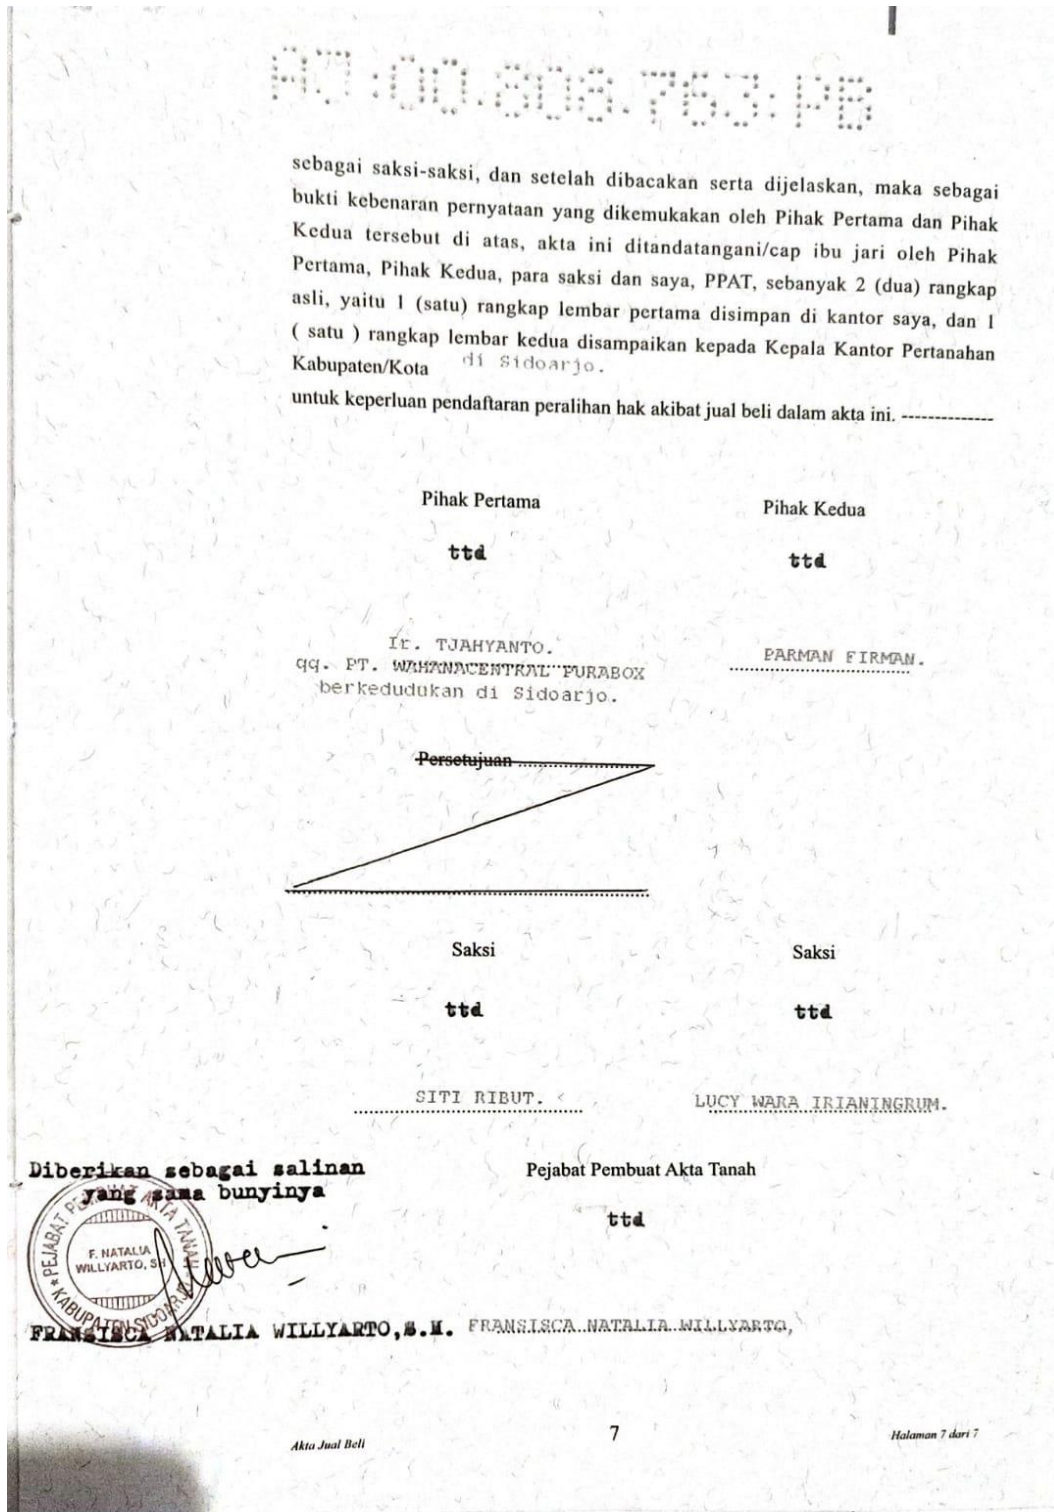 AJ:00.808.763:PB
sebagai saksi-saksi, dan setelah dibacakan serta dijelaskan, maka sebagai
bukti kebenaran pernyataan yang dikemukakan oleh Pihak Pertama dan Pihak
Kedua tersebut di atas, akta ini ditandatangani/cap ibu jari oleh Pihak
Pertama, Pihak Kedua, para saksi dan saya, PPAT, sebanyak 2 (dua) rangkap
asli, yaitu 1 (satu) rangkap lembar pertama disimpan di kantor saya, dan 1
( satu ) rangkap lembar kedua disampaikan kepada Kepala Kantor Pertanahan
Kabupaten/Kota di Sidoarjo.
untuk keperluan pendaftaran peralihan hak akibat jual beli dalam akta ini. --------------
Pihak Pertama Pihak Kedua
ttd ttd
Ir. TJAHYANTO. PARMAN FIRMAN.
qq. PT. WAHANACENTRAL PURABOX
berkedudukan di Sidoarjo.
Persetujuan
Saksi Saksi
ttd ttd
SITI RIBUT. LUCY WARA IRIANINGRUM.
Diberikan sebagai salinan
yang sama bunyinya
Pejabat Pembuat Akta Tanah
ttd
F. NATALIA
WILLYARTO, SH
KABUPATEN SIDOARJO
FRANSISCA NATALIA WILLYARTO,S.H. FRANSISCA NATALIA WILLYARTO,
Akta Jual Beli 7 Halaman 7 dari 7